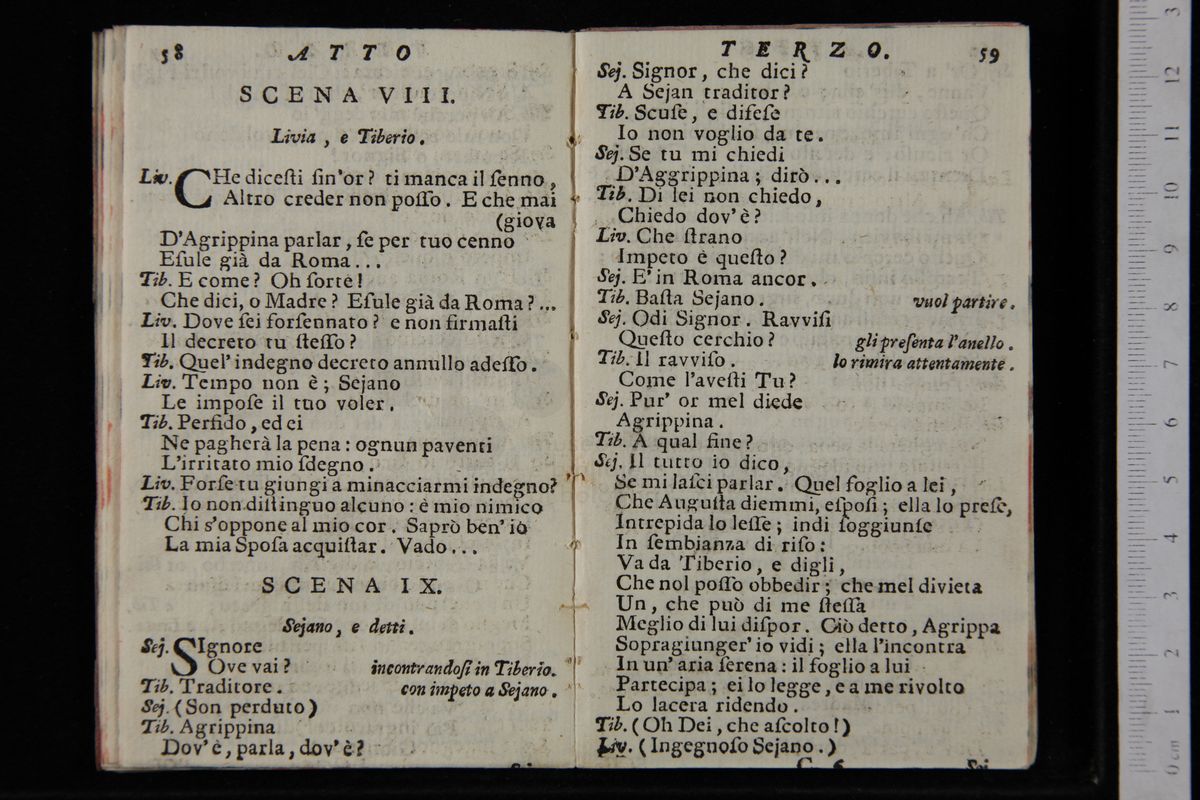 58 ATTO
SCENA VIII.
Livia, e Tiberio.
Liv. CHe diceſti ſin'or? ti manca il ſenno,
Altro creder non poſſo. E che mai
(giova
D'Agrippina parlar, ſe per tuo cenno
Eſule già da Roma...
Tib. E come? Oh ſorte!
Che dici, o Madre? Eſule già da Roma?...
Liv. Dove ſei forſennato? e non firmaſti
Il decreto tu ſteſſo?
Tib. Quel' indegno decreto annullo adeſſo.
Liv. Tempo non è; Sejano
Le impoſe il tuo voler.
Tib. Perfido, ed ei
Ne pagherà la pena: ognun paventi
L'irritato mio ſdegno.
Liv. Forſe tu giungi a minacciarmi indegno?
Tib. Io non diſtinguo alcuno: è mio nimico
Chi s'oppone al mio cor. Saprò ben' io
La mia Spoſa acquiſtar. Vado...
SCENA IX.
Sejano, e detti.
Sej. SIgnore
Ove vai? incontrandoſi in Tiberio.
Tib. Traditore. con impeto a Sejano.
Sej. (Son perduto)
Tib. Agrippina
Dov'è, parla, dov'è?
TERZO. 59
Sej. Signor, che dici?
A Sejan traditor?
Tib. Scuſe, e difeſe
Io non voglio da te.
Sej. Se tu mi chiedi
D'Aggrippina; dirò...
Tib. Di lei non chiedo,
Chiedo dov'è?
Liv. Che ſtrano
Impeto è queſto?
Sej. E' in Roma ancor.
Tib. Baſta Sejano. vuol partire.
Sej. Odi Signor. Ravviſi
Queſto cerchio? gli preſenta l'anello.
Tib. Il ravviſo. lo rimira attentamente.
Come l'aveſti Tu?
Sej. Pur' or mel diede
Agrippina.
Tib. A qual fine?
Sej. Il tutto io dico,
Se mi laſci parlar. Quel foglio a lei,
Che Auguſta diemmi, eſpoſi; ella lo preſe,
Intrepida lo leſſe; indi ſoggiunſe
In ſembianza di riſo:
Va da Tiberio, e digli,
Che nol poſſo obbedir; che mel divieta
Un, che può di me ſteſſa
Meglio di lui diſpor. Ciò detto, Agrippa
Sopragiunger' io vidi; ella l'incontra
In un' aria ſerena: il foglio a lui
Partecipa; ei lo legge, e a me rivolto
Lo lacera ridendo.
Tib. (Oh Dei, che aſcolto!)
Liv. (Ingegnoſo Sejano.)
C 6 Sej.